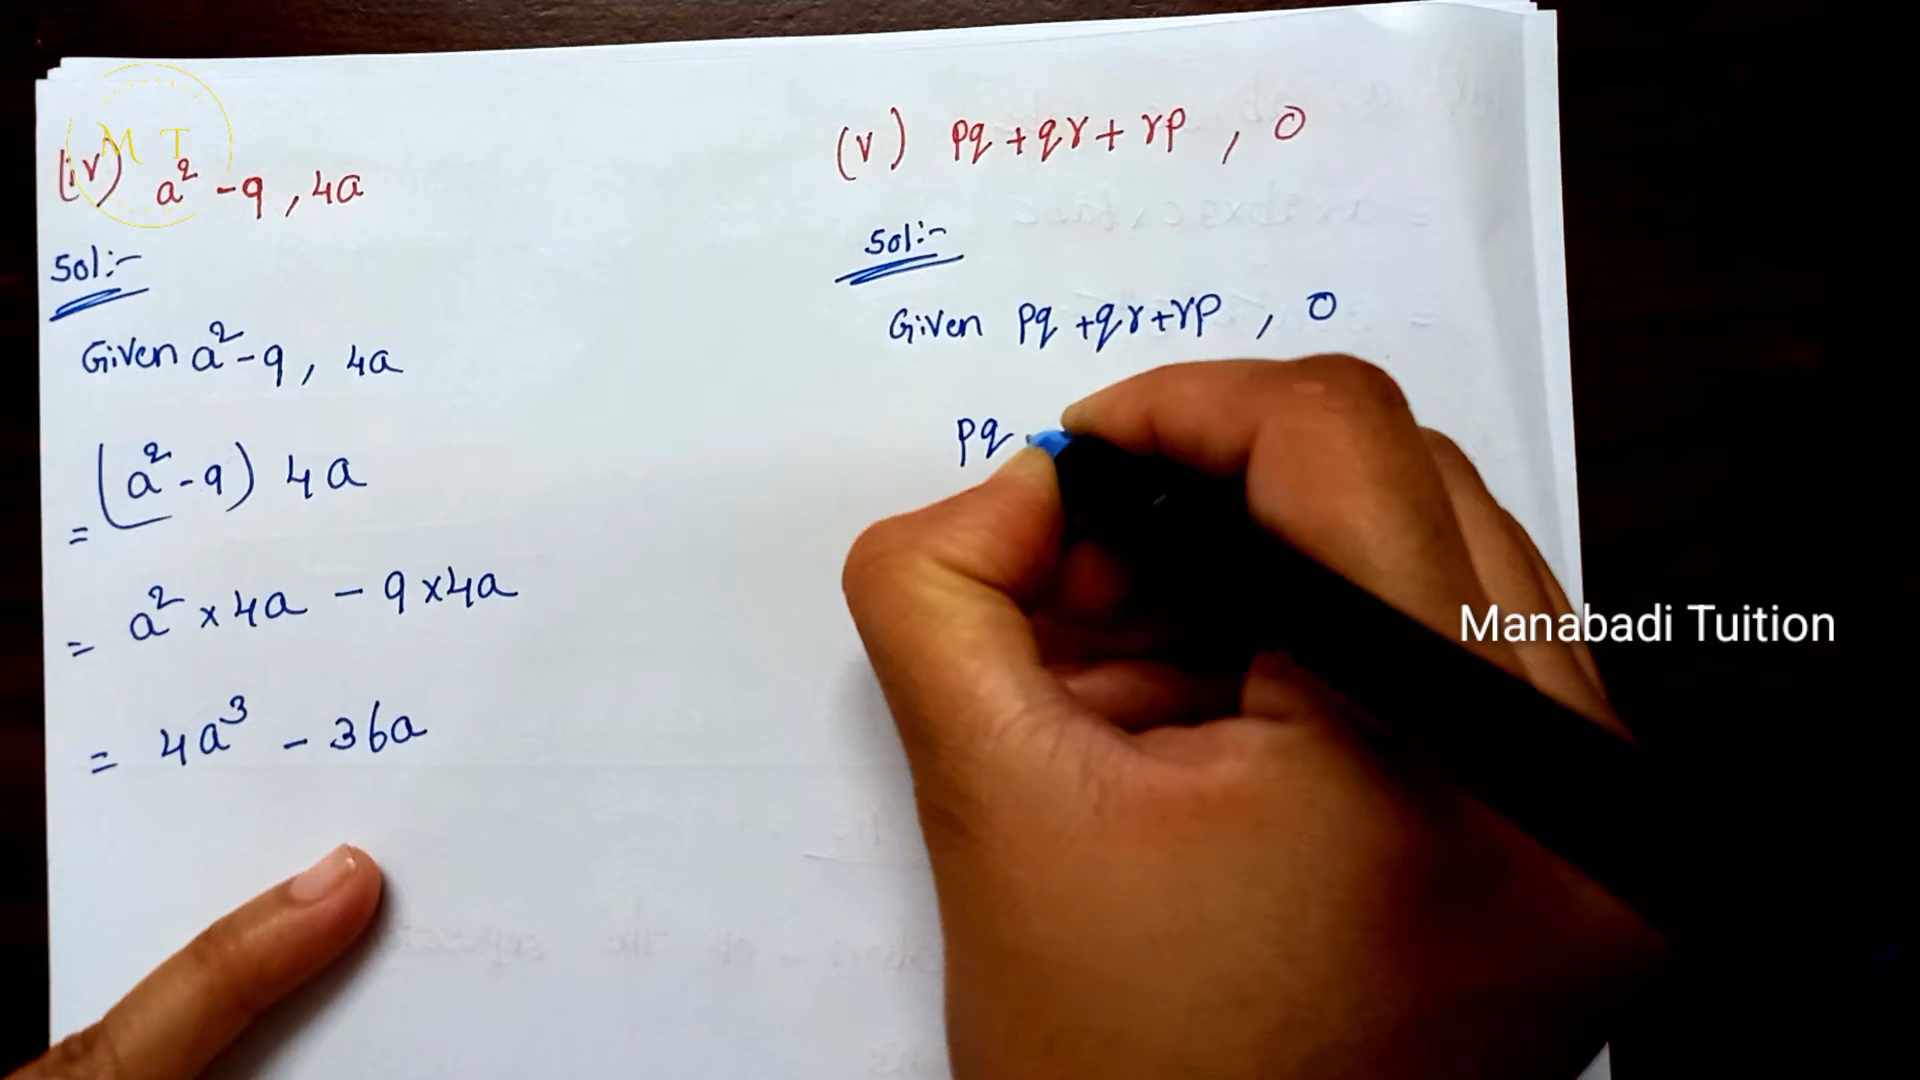 M T
(iv) a² - 9 , 4a
Sol:-
Given a² - 9 , 4a
= (a² - 9) 4a
= a² × 4a - 9 × 4a
= 4a³ - 36a
(v) pq + qr + rp , 0
Sol:-
Given pq + qr + rp , 0
pq
Manabadi Tuition